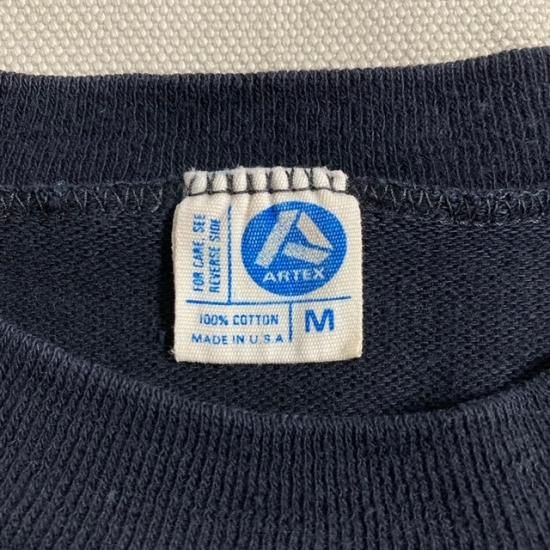 FOR CARE, SEE
REVERSE SIDE
ARTEX
100% COTTON
MADE IN U.S.A
M